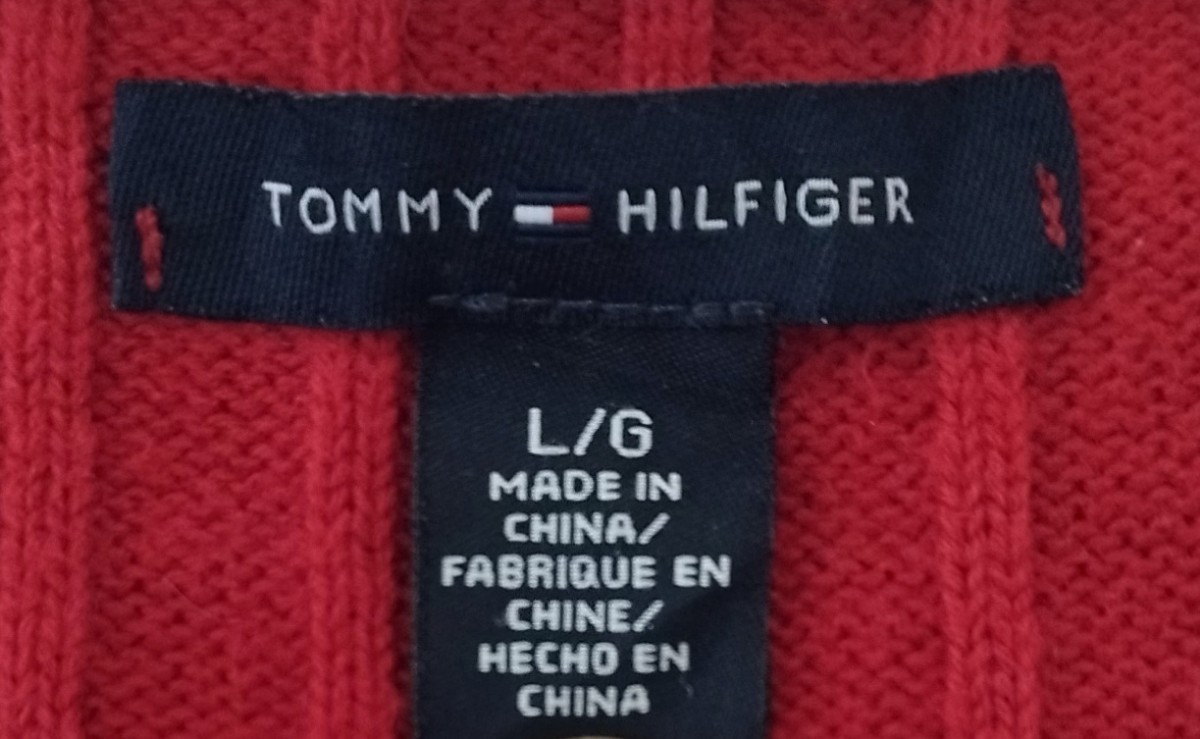 TOMMY HILFIGER
L/G
MADE IN
CHINA/
FABRIQUE EN
CHINE/
HECHO EN
CHINA